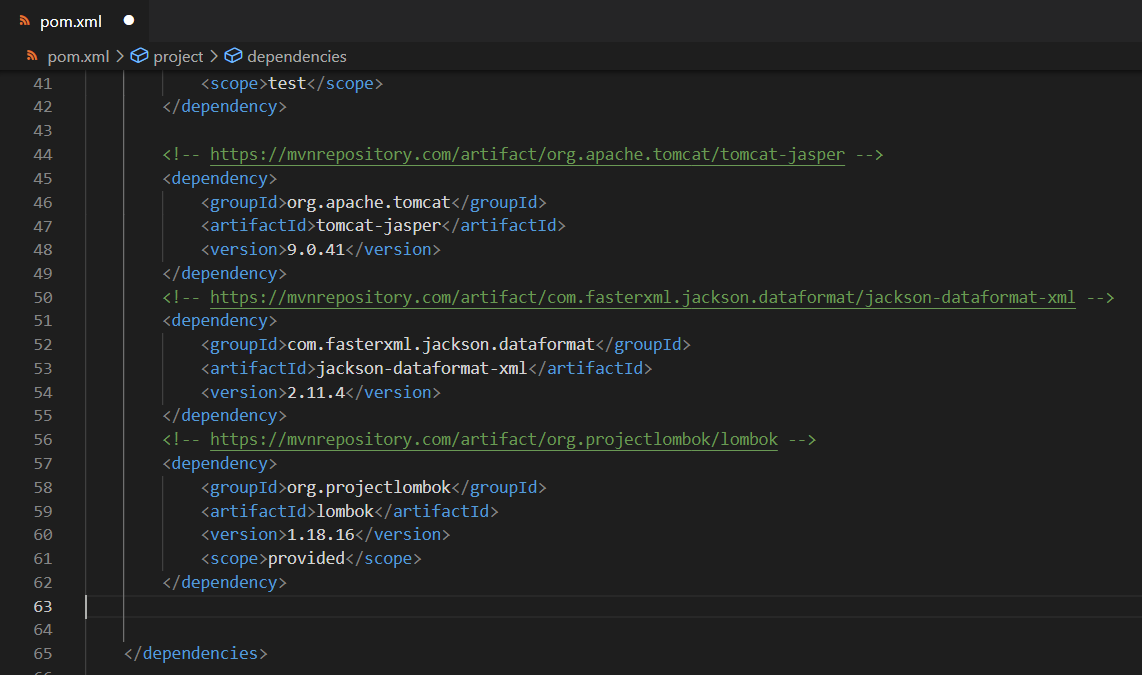 pom.xml
pom.xml > project > dependencies
41 <scope>test</scope>
42 </dependency>
43
44 <!-- https://mvnrepository.com/artifact/org.apache.tomcat/tomcat-jasper -->
45 <dependency>
46 <groupId>org.apache.tomcat</groupId>
47 <artifactId>tomcat-jasper</artifactId>
48 <version>9.0.41</version>
49 </dependency>
50 <!-- https://mvnrepository.com/artifact/com.fasterxml.jackson.dataformat/jackson-dataformat-xml -->
51 <dependency>
52 <groupId>com.fasterxml.jackson.dataformat</groupId>
53 <artifactId>jackson-dataformat-xml</artifactId>
54 <version>2.11.4</version>
55 </dependency>
56 <!-- https://mvnrepository.com/artifact/org.projectlombok/lombok -->
57 <dependency>
58 <groupId>org.projectlombok</groupId>
59 <artifactId>lombok</artifactId>
60 <version>1.18.16</version>
61 <scope>provided</scope>
62 </dependency>
63
64
65 </dependencies>